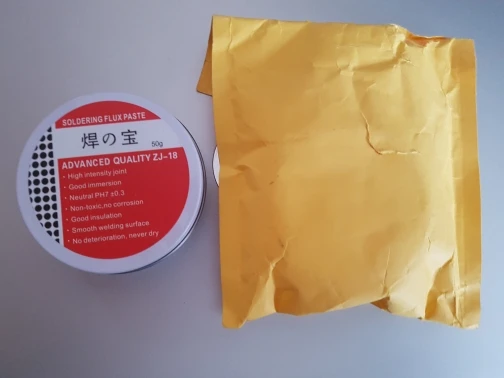 SOLDERING FLUX PASTE
焊の宝 50g
ADVANCED QUALITY ZJ-18
• High intensity joint
• Good immersion
• Neutral PH7 ±0.3
• Non-toxic,no corrosion
• Good insulation
• Smooth welding surface
• No deterioration, never dry